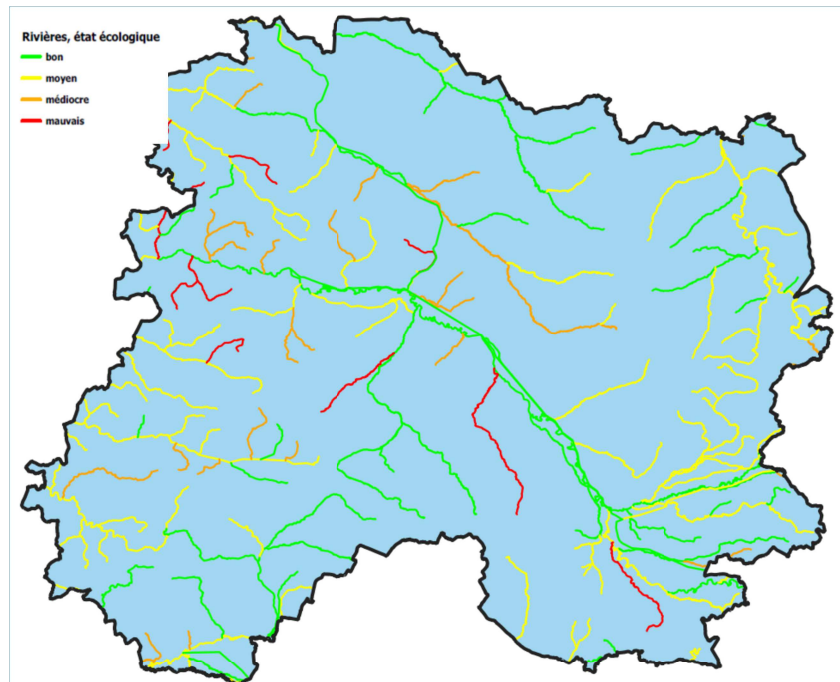 Rivières, état écologique
bon
moyen
médiocre
mauvais